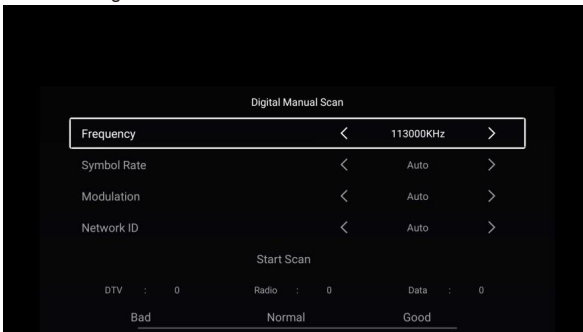 Digital Manual Scan
Frequency < 113000KHz >
Symbol Rate < Auto >
Modulation < Auto >
Network ID < Auto >
Start Scan
DTV : 0 Radio : 0 Data : 0
Bad Normal Good